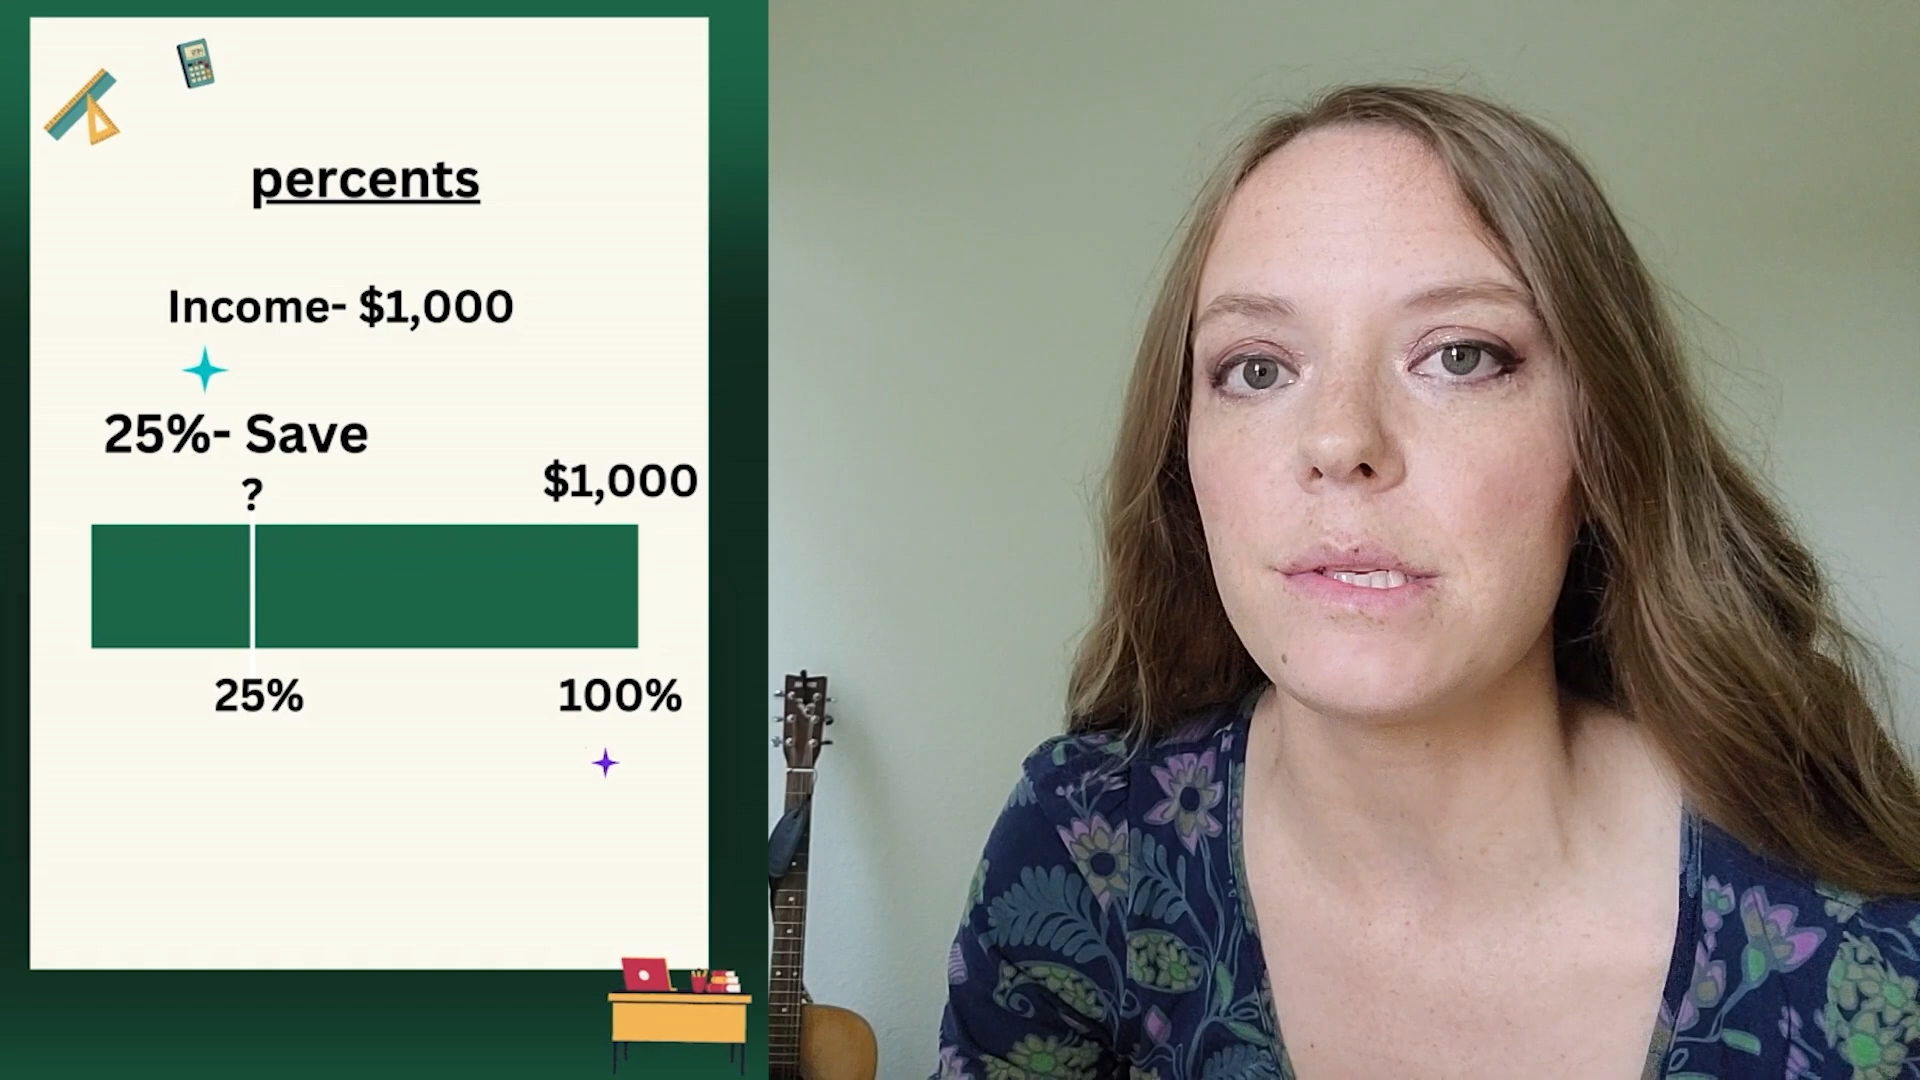 percents
Income- $1,000
25%- Save
?
$1,000
25%
100%